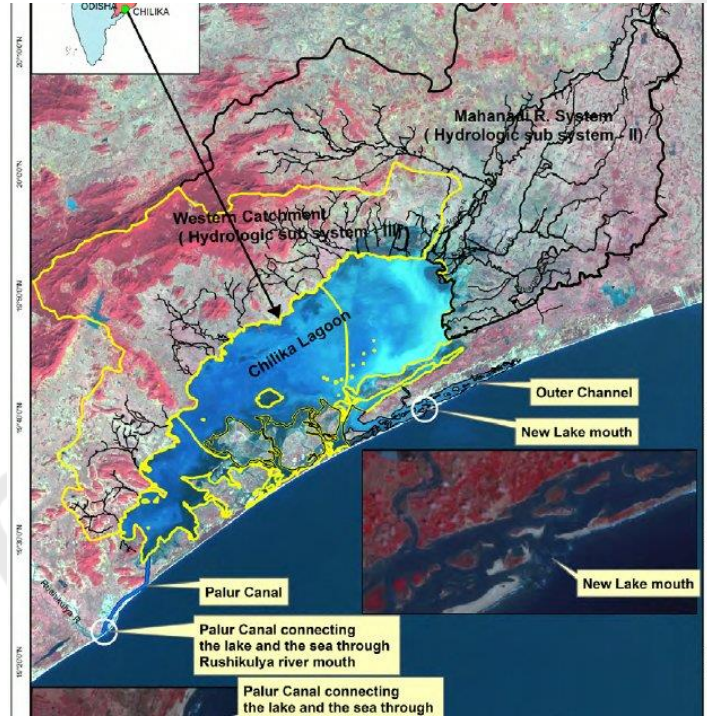 ODISHA
CHILIKA
Mahanadi R. System
( Hydrologic sub system - II)
Western Catchment
( Hydrologic sub system - III)
Chilika Lagoon
Outer Channel
New Lake mouth
New Lake mouth
Palur Canal
Rushikulya R.
Palur Canal connecting
the lake and the sea through
Rushikulya river mouth
Palur Canal connecting
the lake and the sea through